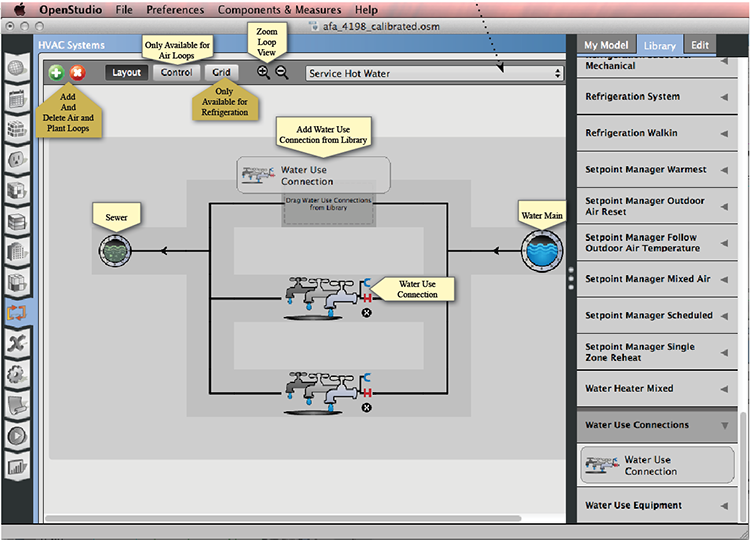 OpenStudio File Preferences Components & Measures Help
afa_4198_calibrated.osm
HVAC Systems
Only Available for
Air Loops
Zoom
Loop
View
My Model Library Edit
Layout Control Grid
Service Hot Water
Add
And
Delete Air and
Plant Loops
Only
Available for
Refrigeration
Add Water Use
Connection from Library
Water Use
Connection
Drag Water Use Connections
from Library
Sewer
Water Main
Water Use
Connection
Mechanical
Refrigeration System
Refrigeration Walkin
Setpoint Manager Warmest
Setpoint Manager Outdoor
Air Reset
Setpoint Manager Follow
Outdoor Air Temperature
Setpoint Manager Mixed Air
Setpoint Manager Scheduled
Setpoint Manager Single
Zone Reheat
Water Heater Mixed
Water Use Connections
Water Use
Connection
Water Use Equipment